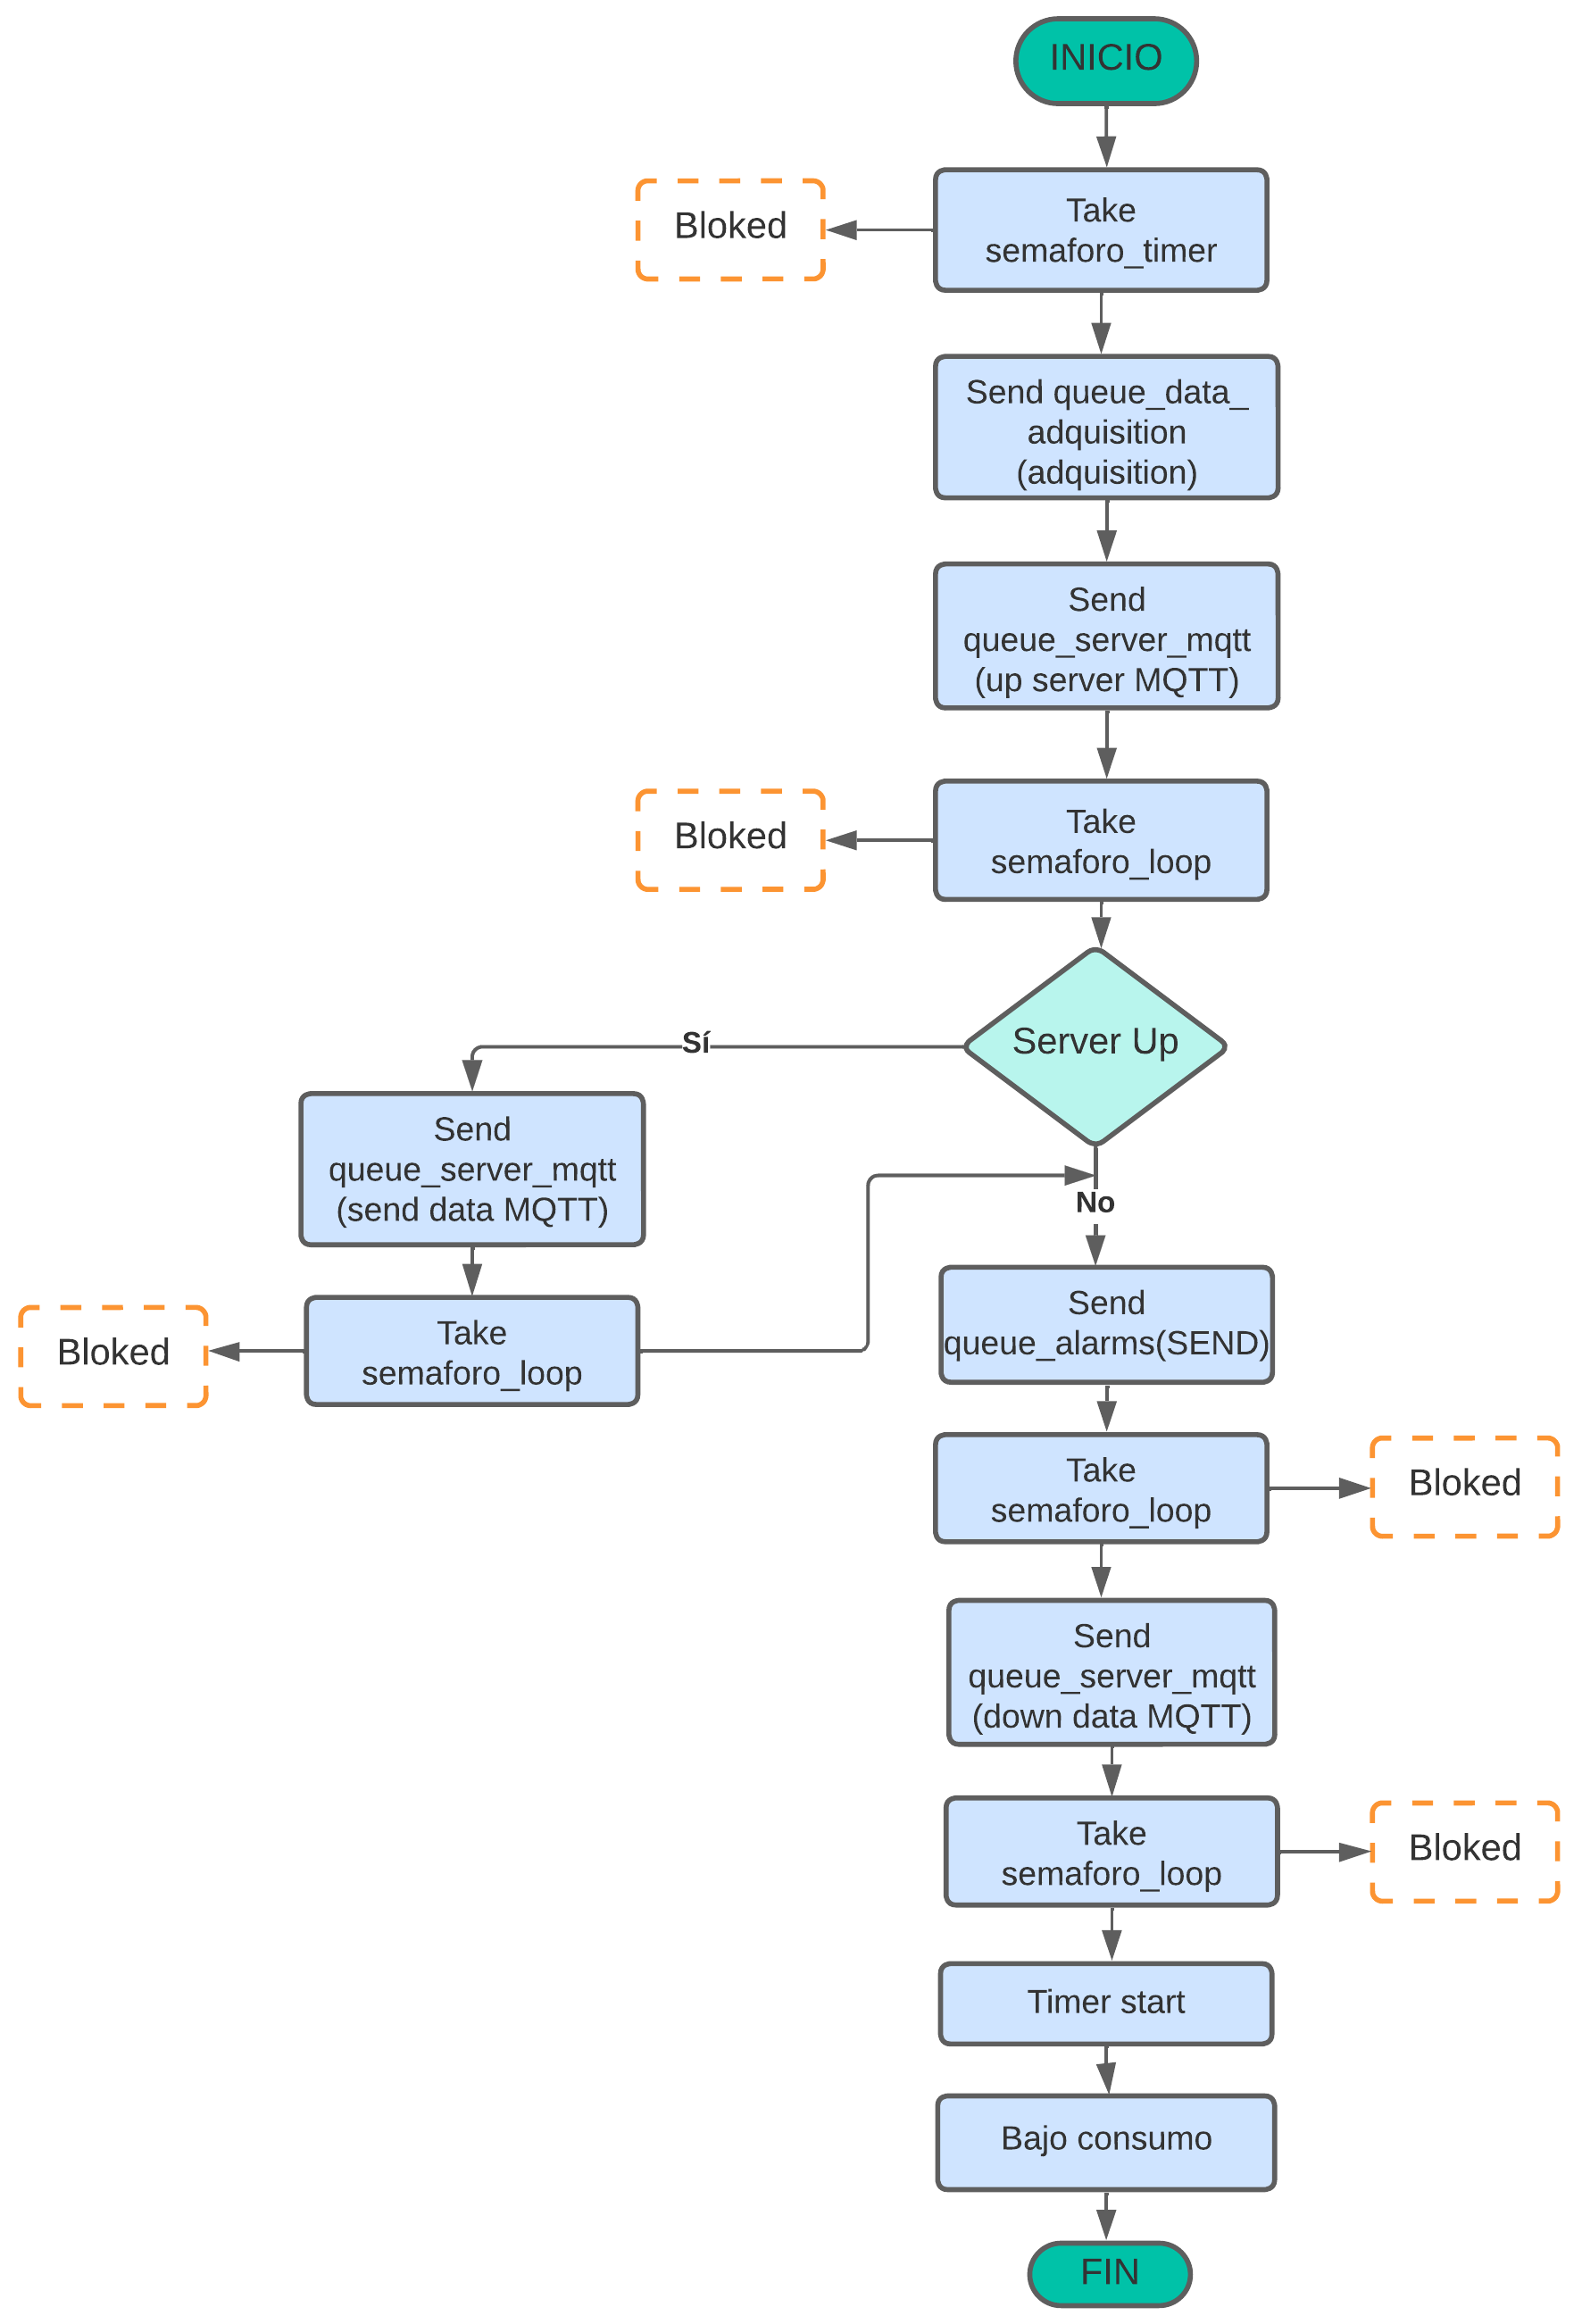 INICIO
Bloked
Take
semaforo_timer
Send queue_data_
adquisition
(adquisition)
Send
queue_server_mqtt
(up server MQTT)
Bloked
Take
semaforo_loop
Server Up
Sí
Send
queue_server_mqtt
(send data MQTT)
No
Bloked
Take
semaforo_loop
Send
queue_alarms(SEND)
Take
semaforo_loop
Bloked
Send
queue_server_mqtt
(down data MQTT)
Take
semaforo_loop
Bloked
Timer start
Bajo consumo
FIN